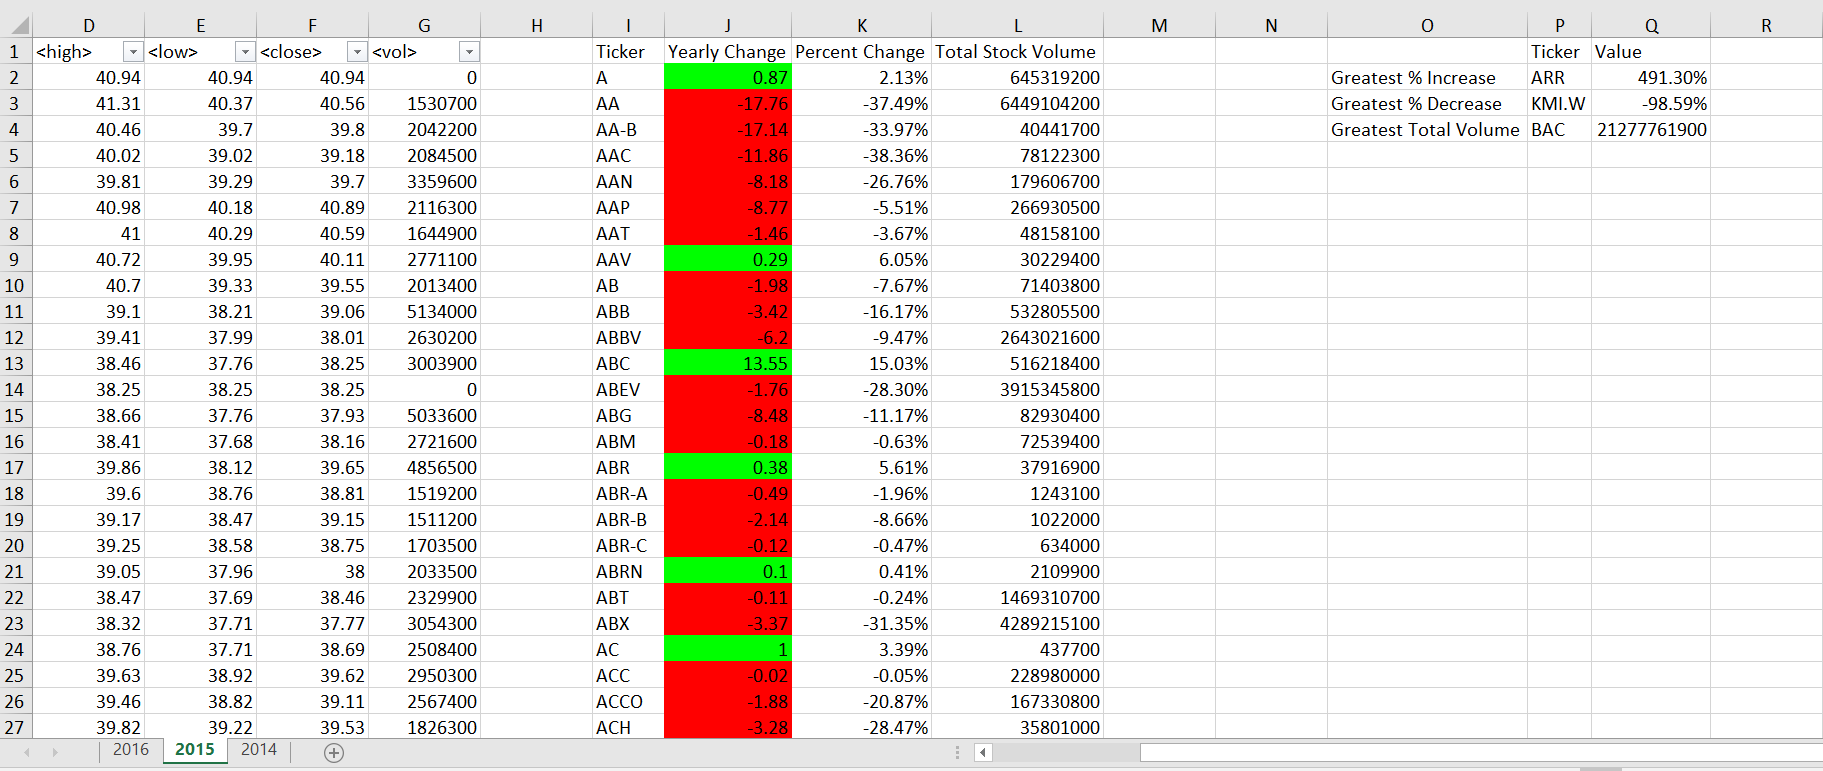 D E F G H I J K L M N O P Q R
1 <high> <low> <close> <vol> Ticker Yearly Change Percent Change Total Stock Volume Ticker Value
2 40.94 40.94 40.94 0 A 0.87 2.13% 645319200 Greatest % Increase ARR 491.30%
3 41.31 40.37 40.56 1530700 AA -17.76 -37.49% 6449104200 Greatest % Decrease KMI.W -98.59%
4 40.46 39.7 39.8 2042200 AA-B -17.14 -33.97% 40441700 Greatest Total Volume BAC 21277761900
5 40.02 39.02 39.18 2084500 AAC -11.86 -38.36% 78122300
6 39.81 39.29 39.7 3359600 AAN -8.18 -26.76% 179606700
7 40.98 40.18 40.89 2116300 AAP -8.77 -5.51% 266930500
8 41 40.29 40.59 1644900 AAT -1.46 -3.67% 48158100
9 40.72 39.95 40.11 2771100 AAV 0.29 6.05% 30229400
10 40.7 39.33 39.55 2013400 AB -1.98 -7.67% 71403800
11 39.1 38.21 39.06 5134000 ABB -3.42 -16.17% 532805500
12 39.41 37.99 38.01 2630200 ABBV -6.2 -9.47% 2643021600
13 38.46 37.76 38.25 3003900 ABC 13.55 15.03% 516218400
14 38.25 38.25 38.25 0 ABEV -1.76 -28.30% 3915345800
15 38.66 37.76 37.93 5033600 ABG -8.48 -11.17% 82930400
16 38.41 37.68 38.16 2721600 ABM -0.18 -0.63% 72539400
17 39.86 38.12 39.65 4856500 ABR 0.38 5.61% 37916900
18 39.6 38.76 38.81 1519200 ABR-A -0.49 -1.96% 1243100
19 39.17 38.47 39.15 1511200 ABR-B -2.14 -8.66% 1022000
20 39.25 38.58 38.75 1703500 ABR-C -0.12 -0.47% 634000
21 39.05 37.96 38 2033500 ABRN 0.1 0.41% 2109900
22 38.47 37.69 38.46 2329900 ABT -0.11 -0.24% 1469310700
23 38.32 37.71 37.77 3054300 ABX -3.37 -31.35% 4289215100
24 38.76 37.71 38.69 2508400 AC 1 3.39% 437700
25 39.63 38.92 39.62 2950300 ACC -0.02 -0.05% 228980000
26 39.46 38.82 39.11 2567400 ACCO -1.88 -20.87% 167330800
27 39.82 39.22 39.53 1826300 ACH -3.28 -28.47% 35801000
2016 2015 2014